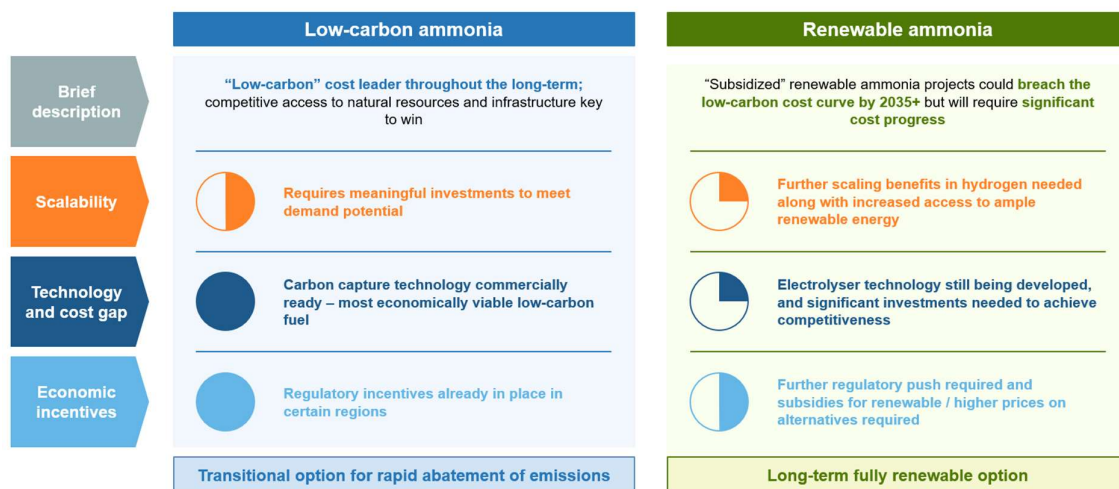 Low-carbon ammonia
Renewable ammonia
Brief
description
“Low-carbon” cost leader throughout the long-term;
competitive access to natural resources and infrastructure key
to win
“Subsidized” renewable ammonia projects could breach the
low-carbon cost curve by 2035+ but will require significant
cost progress
Scalability
Requires meaningful investments to meet
demand potential
Further scaling benefits in hydrogen needed
along with increased access to ample
renewable energy
Technology
and cost gap
Carbon capture technology commercially
ready – most economically viable low-carbon
fuel
Electrolyser technology still being developed,
and significant investments needed to achieve
competitiveness
Economic
incentives
Regulatory incentives already in place in
certain regions
Further regulatory push required and
subsidies for renewable / higher prices on
alternatives required
Transitional option for rapid abatement of emissions
Long-term fully renewable option